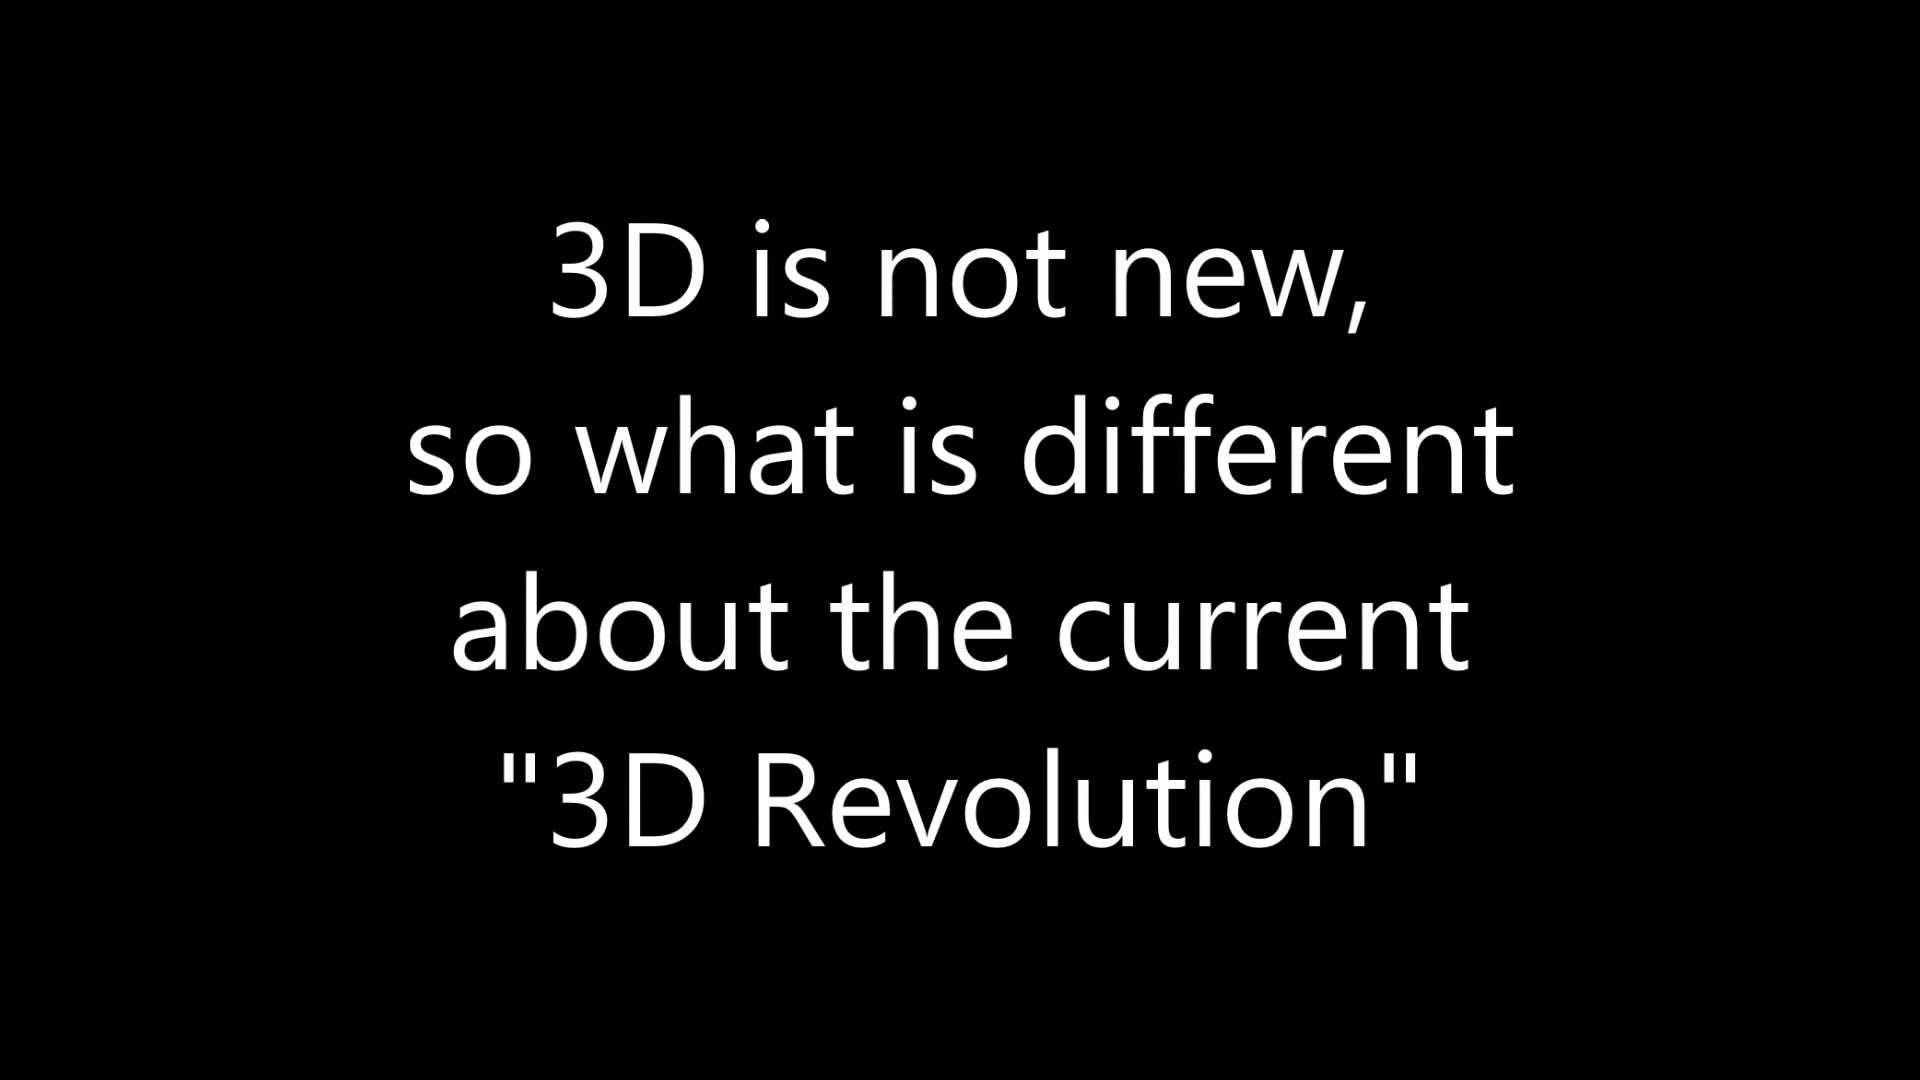 3D is not new,
so what is different
about the current
"3D Revolution"